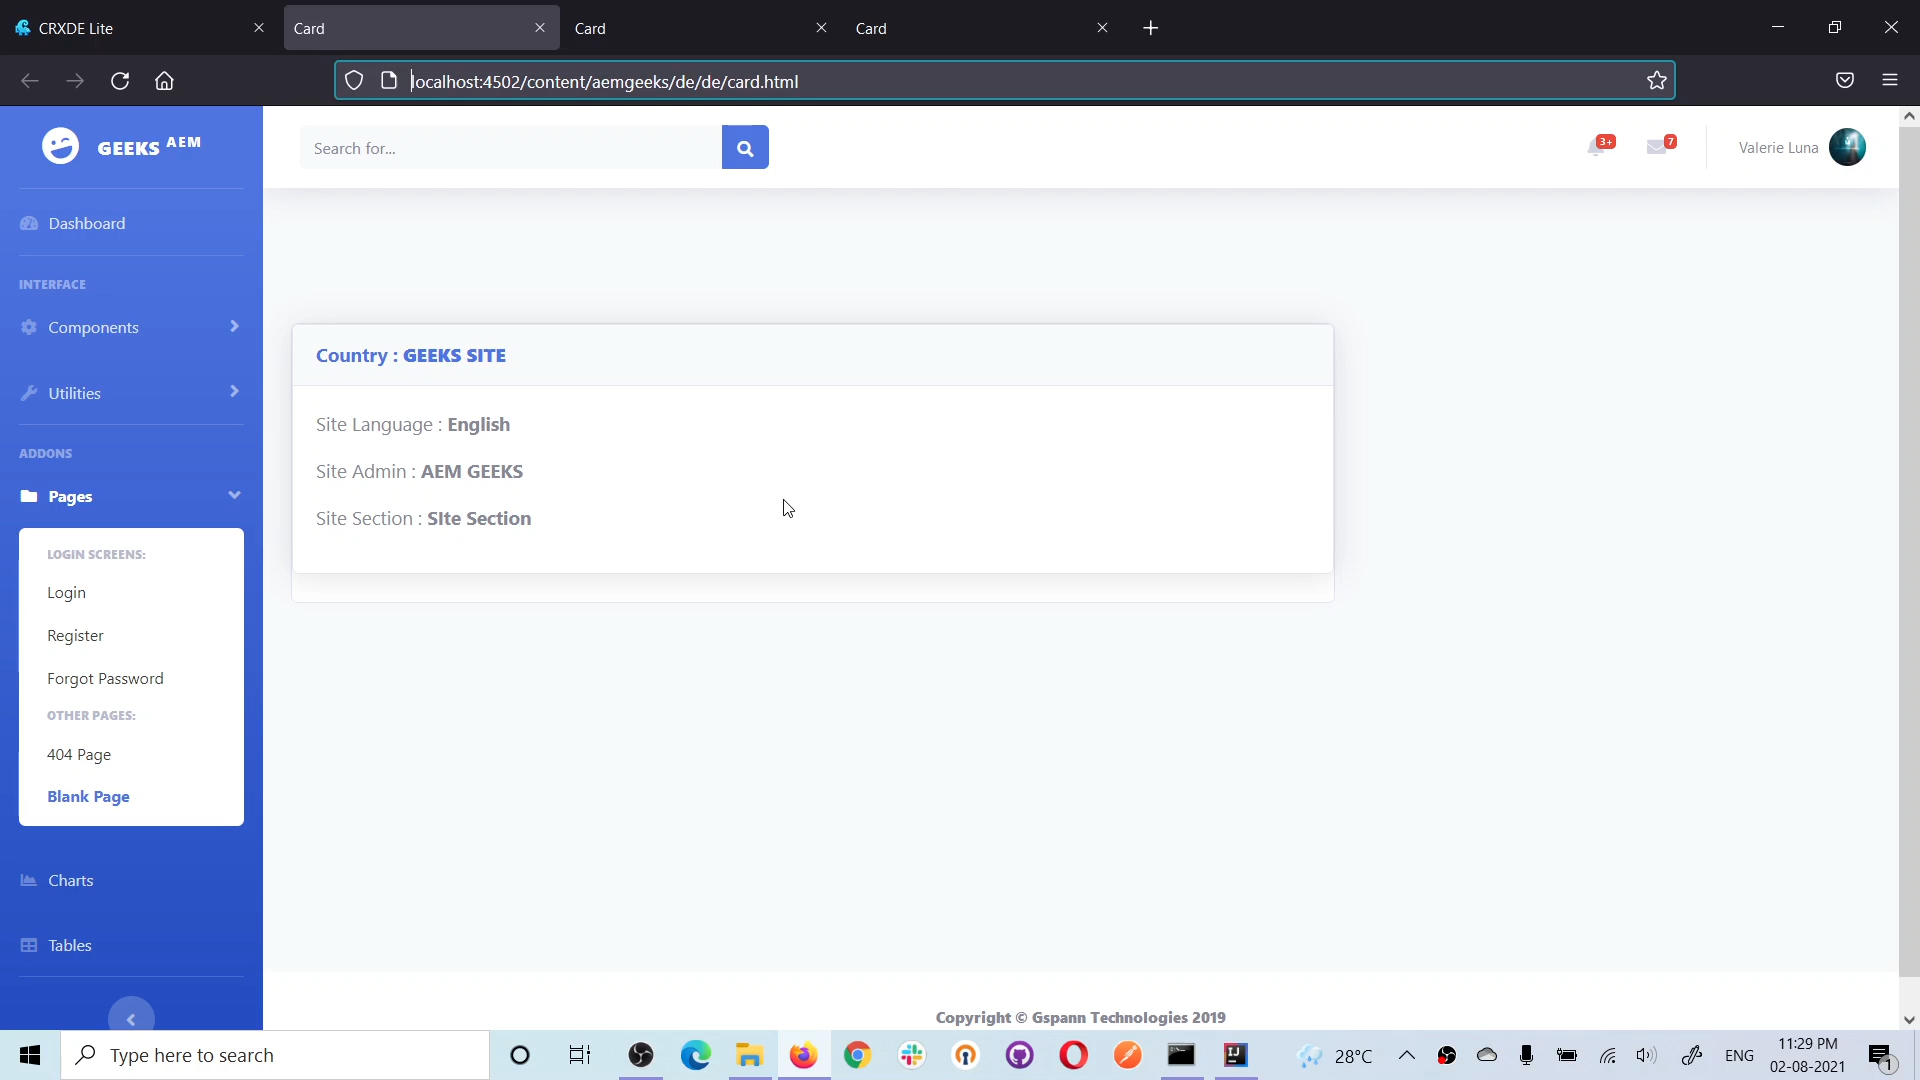 CRXDE Lite
Card
Card
Card
localhost:4502/content/aemgeeks/de/de/card.html
GEEKS AEM
Search for...
3+
7
Valerie Luna
Dashboard
INTERFACE
Components
Utilities
ADDONS
Pages
LOGIN SCREENS:
Login
Register
Forgot Password
OTHER PAGES:
404 Page
Blank Page
Charts
Tables
Country : GEEKS SITE
Site Language : English
Site Admin : AEM GEEKS
Site Section : SIte Section
Copyright © Gspann Technologies 2019
Type here to search
28°C
ENG
11:29 PM
02-08-2021
1